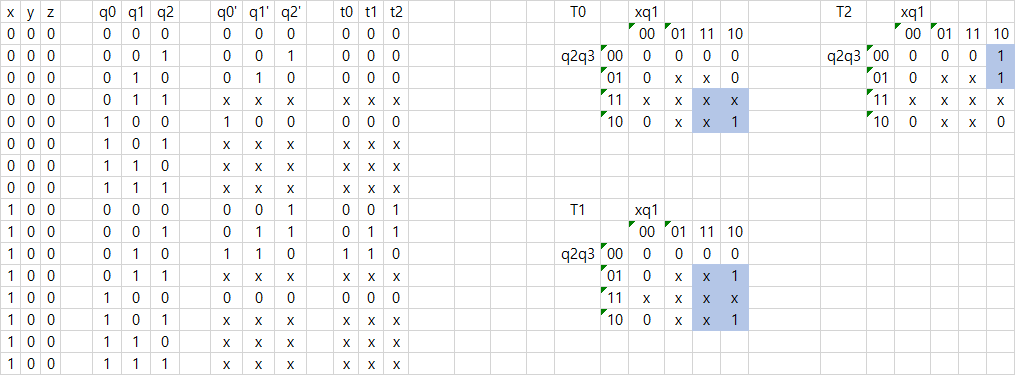 x y z q0 q1 q2 q0' q1' q2' t0 t1 t2 T0 xq1 T2 xq1
0 0 0 0 0 0 0 0 0 0 0 0 00 01 11 10 00 01 11 10
0 0 0 0 0 1 0 0 1 0 0 0 q2q3 00 0 0 0 0 q2q3 00 0 0 0 1
0 0 0 0 1 0 0 1 0 0 0 0 01 0 x x 0 01 0 x x 1
0 0 0 0 1 1 x x x x x x 11 x x x x 11 x x x x
0 0 0 1 0 0 1 0 0 0 0 0 10 0 x x 1 10 0 x x 0
0 0 0 1 0 1 x x x x x x
0 0 0 1 1 0 x x x x x x
0 0 0 1 1 1 x x x x x x
1 0 0 0 0 0 0 0 1 0 0 1 T1 xq1
1 0 0 0 0 1 0 1 1 0 1 1 00 01 11 10
1 0 0 0 1 0 1 1 0 1 1 0 q2q3 00 0 0 0 0
1 0 0 0 1 1 x x x x x x 01 0 x x 1
1 0 0 1 0 0 0 0 0 0 0 0 11 x x x x
1 0 0 1 0 1 x x x x x x 10 0 x x 1
1 0 0 1 1 0 x x x x x x
1 0 0 1 1 1 x x x x x x